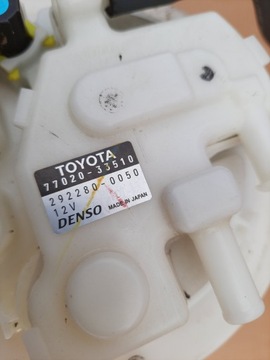 TOYOTA
77020-33510
292280-0050
12V
DENSO MADE IN JAPAN